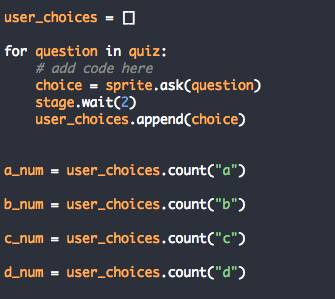 user_choices = []
for question in quiz:
    # add code here
    choice = sprite.ask(question)
    stage.wait(2)
    user_choices.append(choice)
a_num = user_choices.count("a")
b_num = user_choices.count("b")
c_num = user_choices.count("c")
d_num = user_choices.count("d")